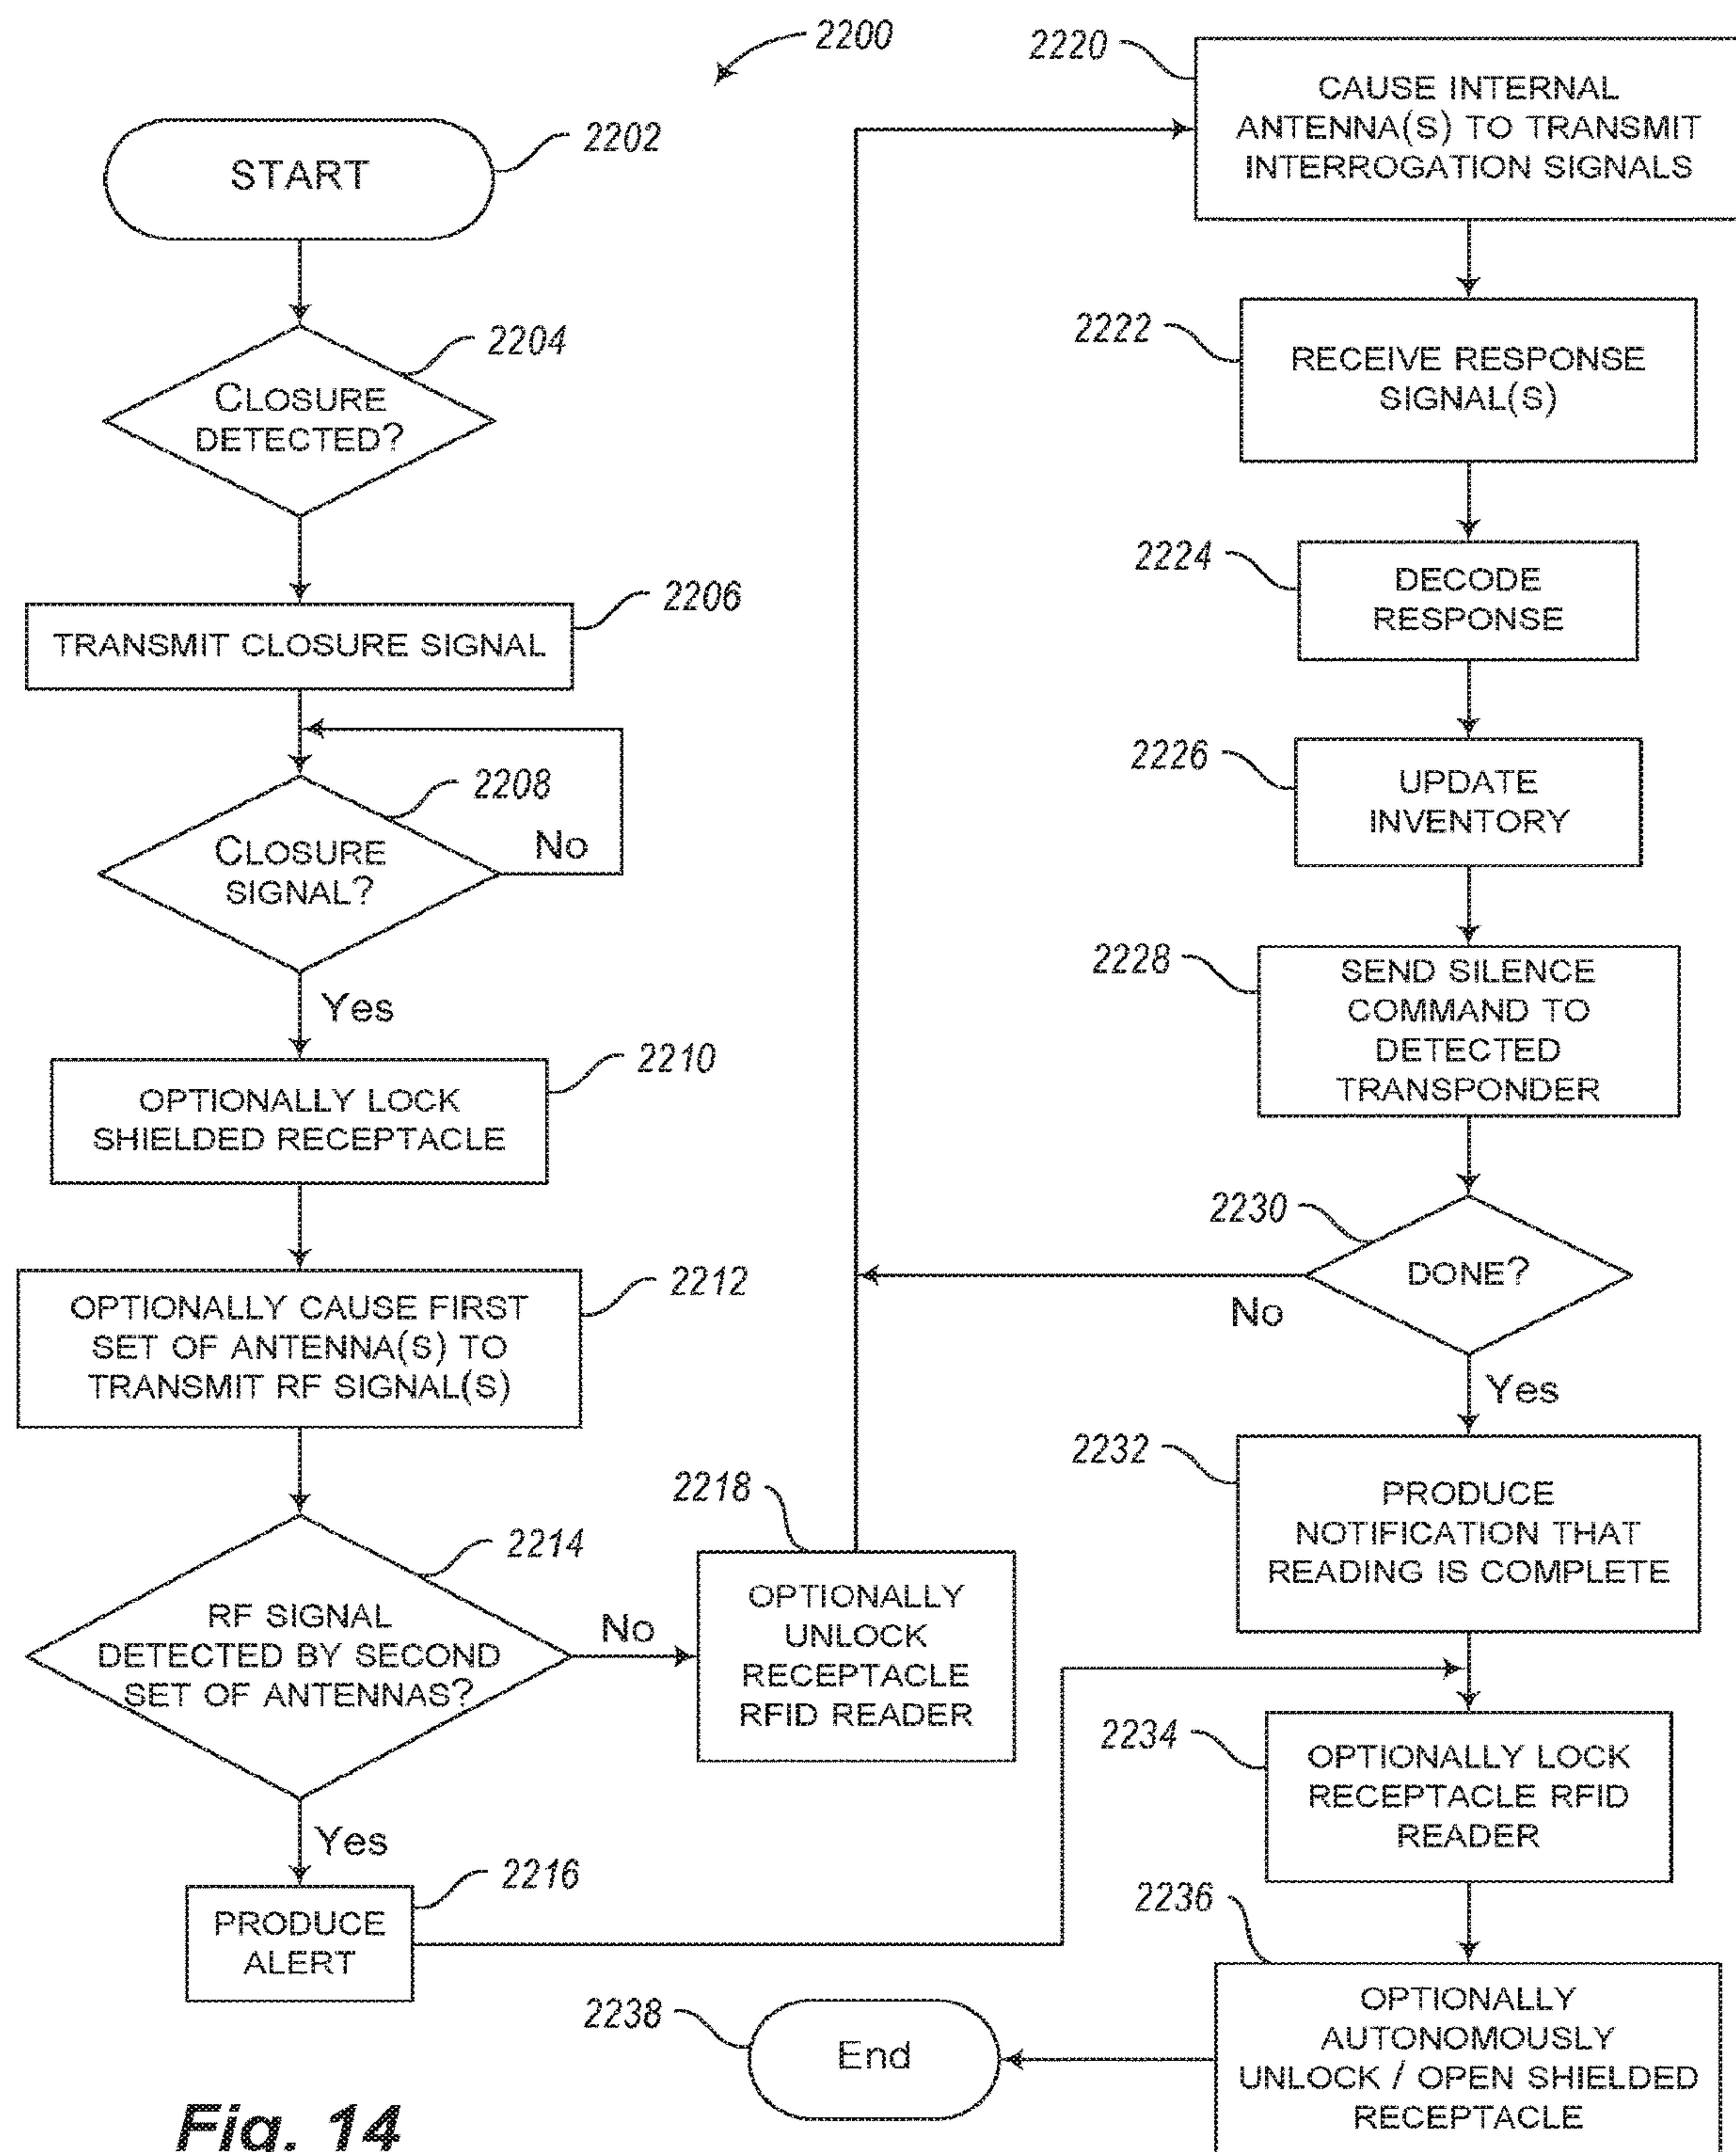 2200
START
2202
CLOSURE
DETECTED?
2204
TRANSMIT CLOSURE SIGNAL
2206
CLOSURE
SIGNAL?
2208
No
Yes
OPTIONALLY LOCK
SHIELDED RECEPTACLE
2210
OPTIONALLY CAUSE FIRST
SET OF ANTENNA(S) TO
TRANSMIT RF SIGNAL(S)
2212
RF SIGNAL
DETECTED BY SECOND
SET OF ANTENNAS?
2214
No
Yes
PRODUCE
ALERT
2216
2218
OPTIONALLY
UNLOCK
RECEPTACLE
RFID READER
2220
CAUSE INTERNAL
ANTENNA(S) TO TRANSMIT
INTERROGATION SIGNALS
2222
RECEIVE RESPONSE
SIGNAL(S)
2224
DECODE
RESPONSE
2226
UPDATE
INVENTORY
2228
SEND SILENCE
COMMAND TO
DETECTED
TRANSPONDER
2230
DONE?
No
Yes
2232
PRODUCE
NOTIFICATION THAT
READING IS COMPLETE
2234
OPTIONALLY LOCK
RECEPTACLE RFID
READER
2236
OPTIONALLY
AUTONOMOUSLY
UNLOCK / OPEN SHIELDED
RECEPTACLE
2238
End
Fig. 14